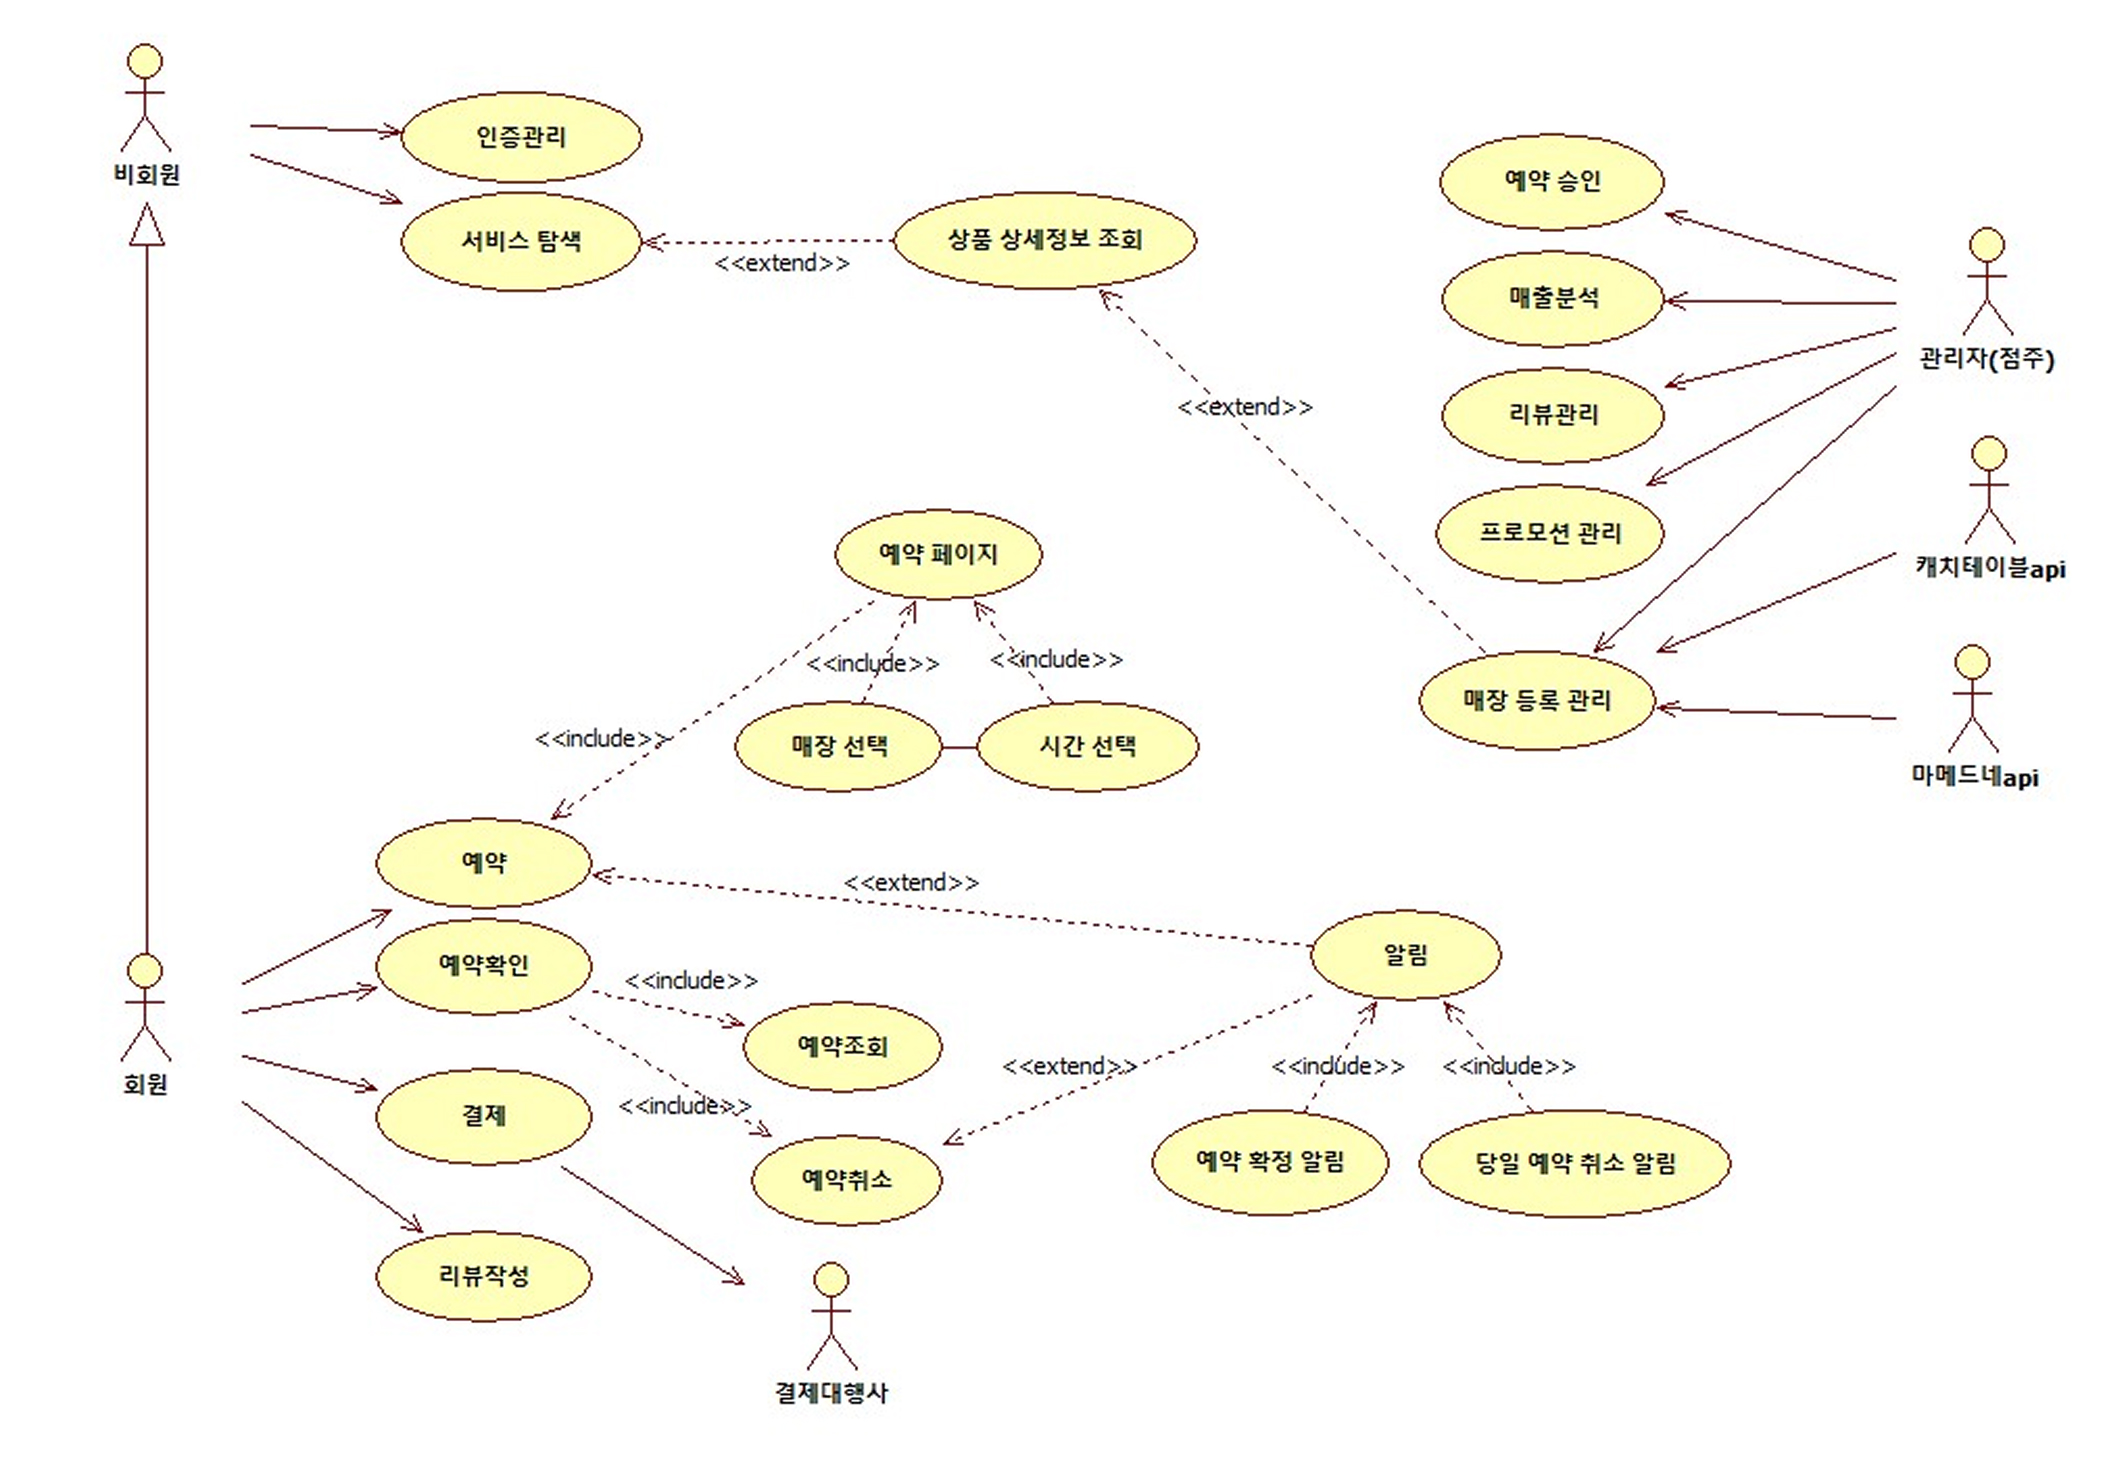 비회원
인증관리
서비스 탐색
<<extend>>
상품 상세정보 조회
예약 승인
매출분석
리뷰관리
프로모션 관리
관리자(점주)
<<extend>>
캐치테이블api
매장 등록 관리
마메드네api
예약 페이지
<<include>>
<<include>>
<<include>>
매장 선택
시간 선택
예약
<<extend>>
예약확인
알림
<<include>>
예약조회
회원
<<extend>>
<<include>>
<<include>>
<<include>>
결제
예약취소
예약 확정 알림
당일 예약 취소 알림
리뷰작성
결제대행사